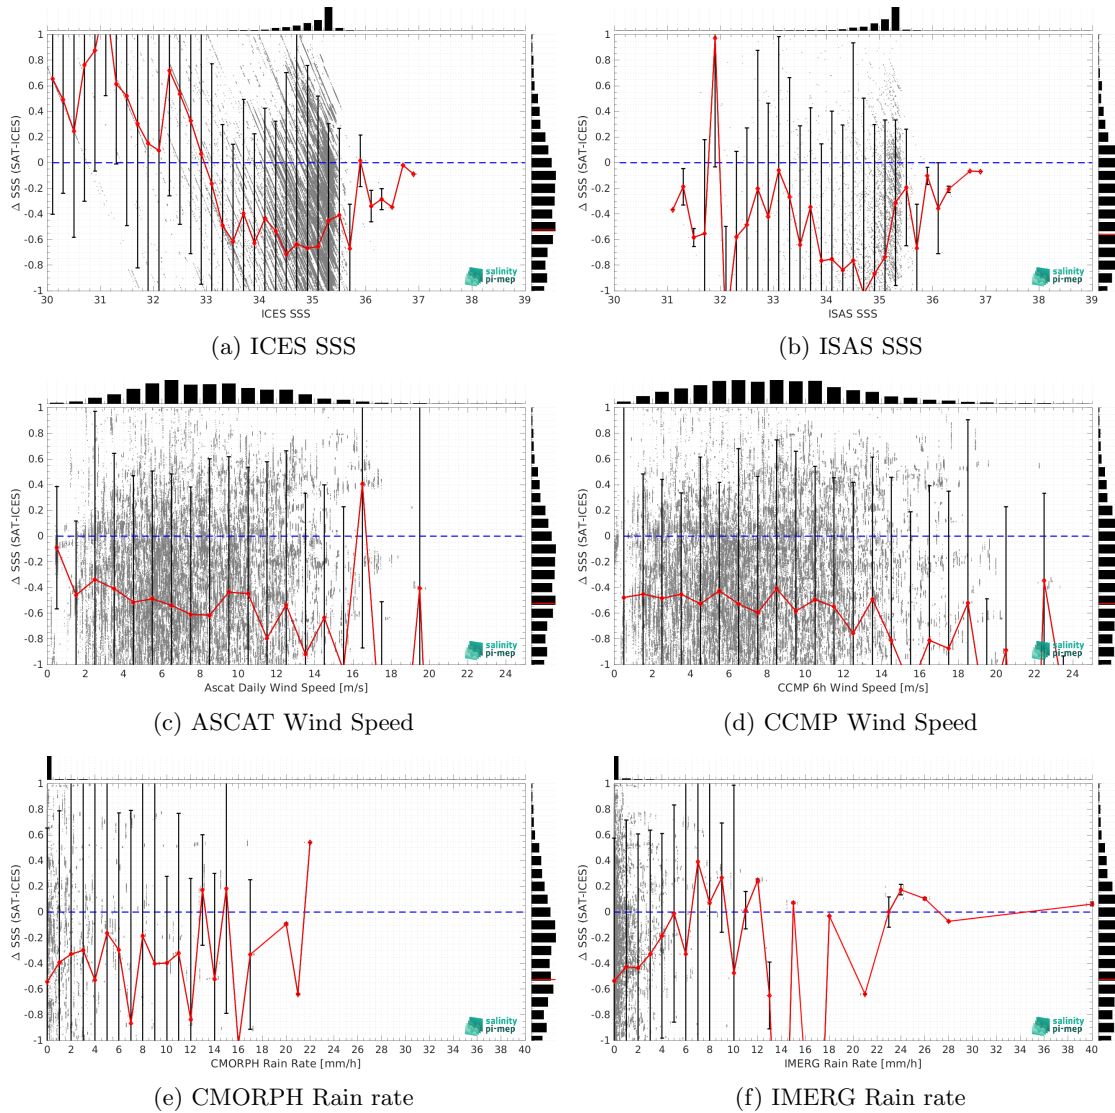 1
0.8
0.6
0.4
0.2
0
-0.2
-0.4
-0.6
-0.8
-1
Δ SSS (SAT-ICES)
30 31 32 33 34 35 36 37 38 39
ICES SSS
salinity
pi-mep
(a) ICES SSS
1
0.8
0.6
0.4
0.2
0
-0.2
-0.4
-0.6
-0.8
-1
Δ SSS (SAT-ICES)
30 31 32 33 34 35 36 37 38 39
ISAS SSS
salinity
pi-mep
(b) ISAS SSS
1
0.8
0.6
0.4
0.2
0
-0.2
-0.4
-0.6
-0.8
-1
Δ SSS (SAT-ICES)
0 2 4 6 8 10 12 14 16 18 20 22 24
Ascat Daily Wind Speed [m/s]
salinity
pi-mep
(c) ASCAT Wind Speed
1
0.8
0.6
0.4
0.2
0
-0.2
-0.4
-0.6
-0.8
-1
Δ SSS (SAT-ICES)
0 2 4 6 8 10 12 14 16 18 20 22 24
CCMP 6h Wind Speed [m/s]
salinity
pi-mep
(d) CCMP Wind Speed
1
0.8
0.6
0.4
0.2
0
-0.2
-0.4
-0.6
-0.8
-1
Δ SSS (SAT-ICES)
0 2 4 6 8 10 12 14 16 18 20 22 24 26 28 30 32 34 36 38 40
CMORPH Rain Rate [mm/h]
salinity
pi-mep
(e) CMORPH Rain rate
1
0.8
0.6
0.4
0.2
0
-0.2
-0.4
-0.6
-0.8
-1
Δ SSS (SAT-ICES)
0 2 4 6 8 10 12 14 16 18 20 22 24 26 28 30 32 34 36 38 40
IMERG Rain Rate [mm/h]
salinity
pi-mep
(f) IMERG Rain rate